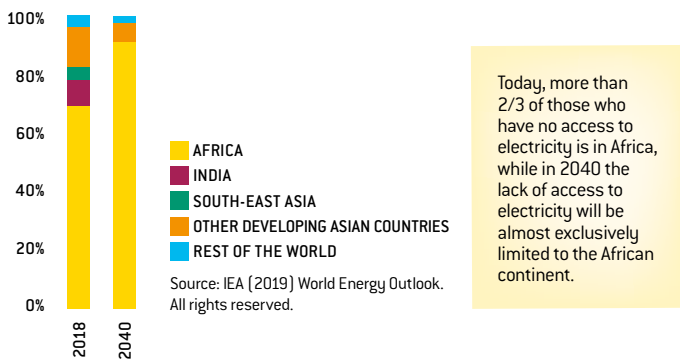 100%
80%
60%
40%
20%
0%
2018
2040
AFRICA
INDIA
SOUTH-EAST ASIA
OTHER DEVELOPING ASIAN COUNTRIES
REST OF THE WORLD
Source: IEA (2019) World Energy Outlook.
All rights reserved.
Today, more than
2/3 of those who
have no access to
electricity is in Africa,
while in 2040 the
lack of access to
electricity will be
almost exclusively
limited to the African
continent.